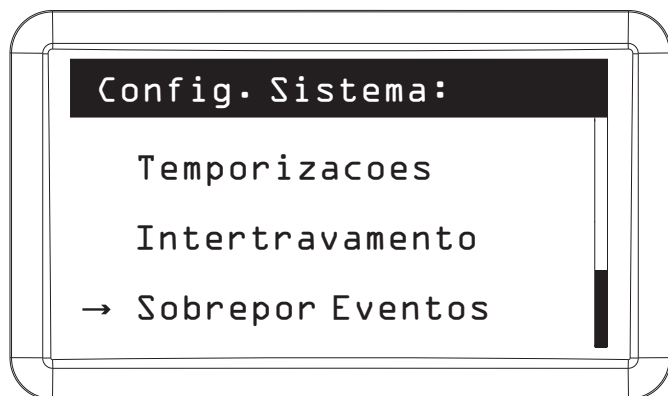 Config. Sistema:
Temporizacoes
Intertravamento
→ Sobrepor Eventos